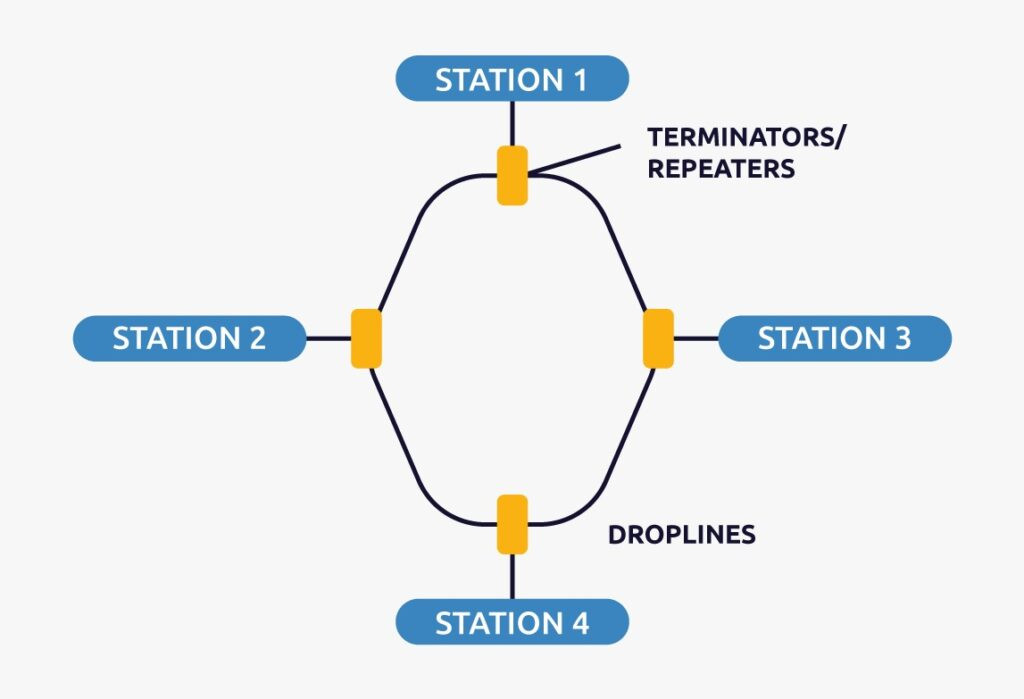 STATION 1
TERMINATORS/
REPEATERS
STATION 2
STATION 3
DROPLINES
STATION 4